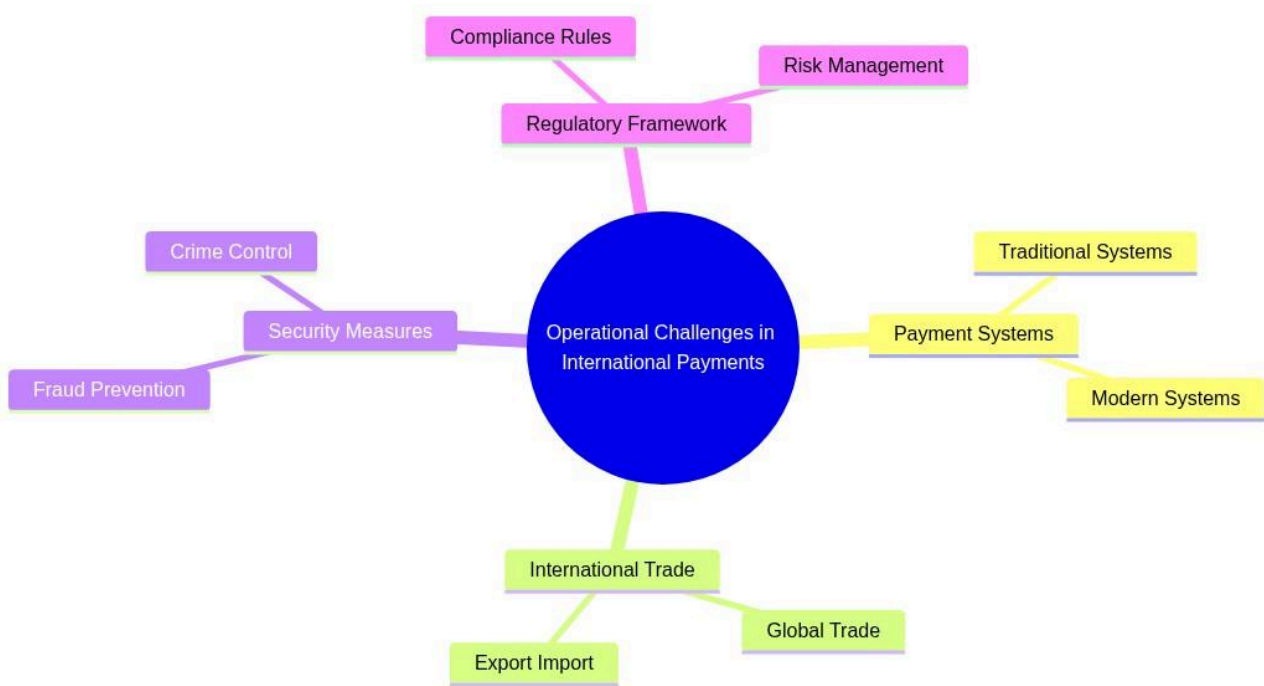 Compliance Rules
Risk Management
Regulatory Framework
Crime Control
Traditional Systems
Security Measures
Operational Challenges in
International Payments
Payment Systems
Fraud Prevention
Modern Systems
International Trade
Global Trade
Export Import